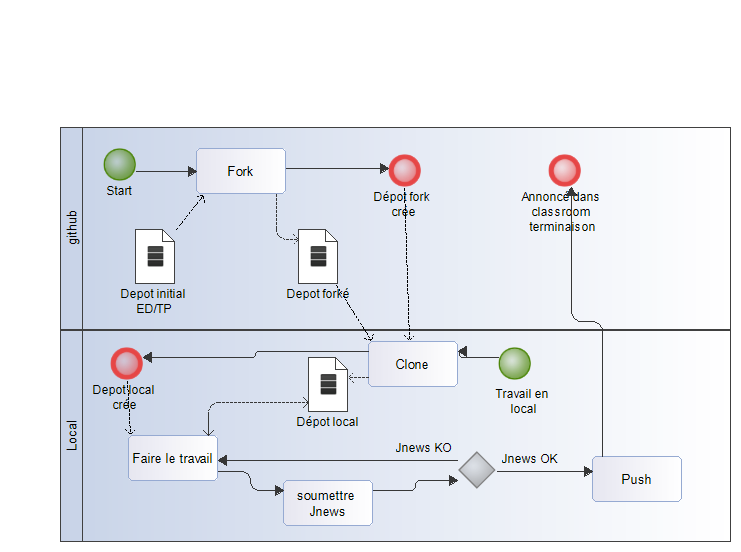 github
Start
Fork
Dépot fork
crée
Annonce dans
classroom
terminaison
Depot initial
ED/TP
Depot forké
Local
Depot local
crée
Clone
Travail en
local
Dépot local
Faire le travail
Jnews KO
Jnews OK
soumettre
Jnews
Push